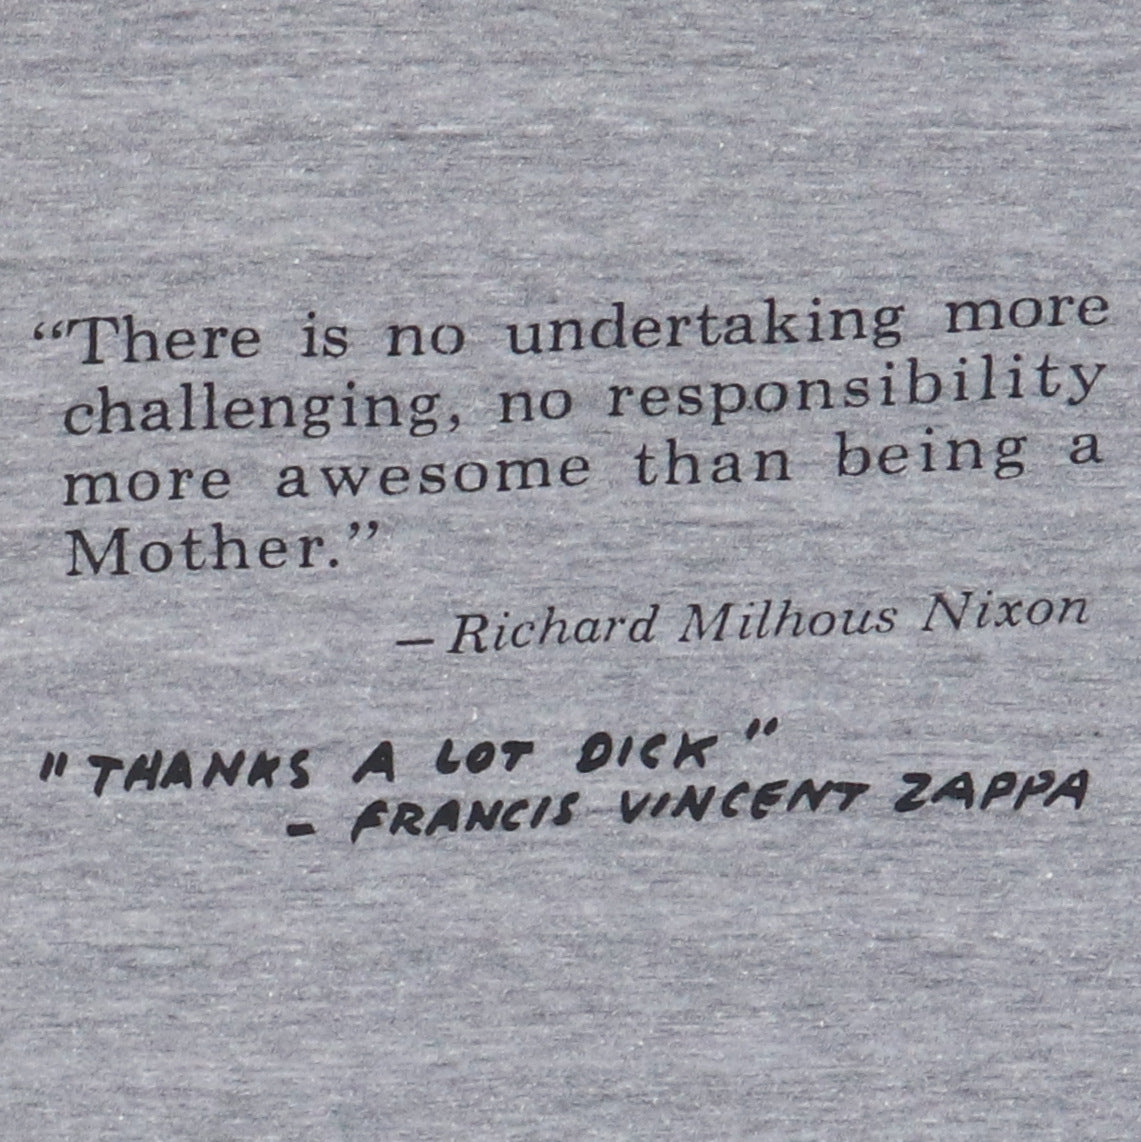 “There is no undertaking more
challenging, no responsibility
more awesome than being a
Mother.”
— Richard Milhous Nixon
"THANKS A LOT DICK"
- FRANCIS VINCENT ZAPPA